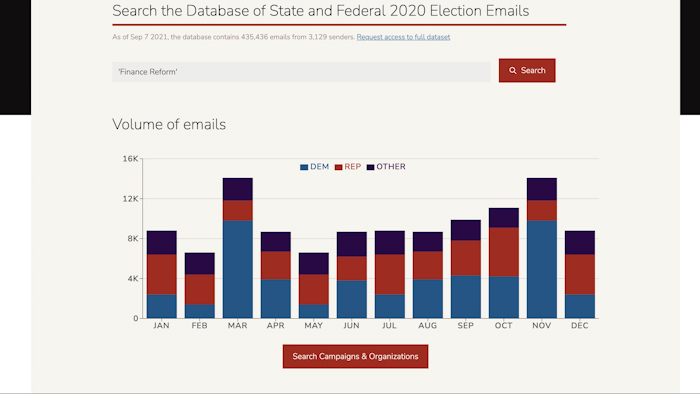 Search the Database of State and Federal 2020 Election Emails
As of Sep 7 2021, the database contains 435,436 emails from 3,129 senders. Request access to full dataset
'Finance Reform'
Search
Volume of emails
16K
DEM REP OTHER
12K
8K
4K
0
JAN FEB MAR APR MAY JUN JUL AUG SEP OCT NOV DEC
Search Campaigns & Organizations